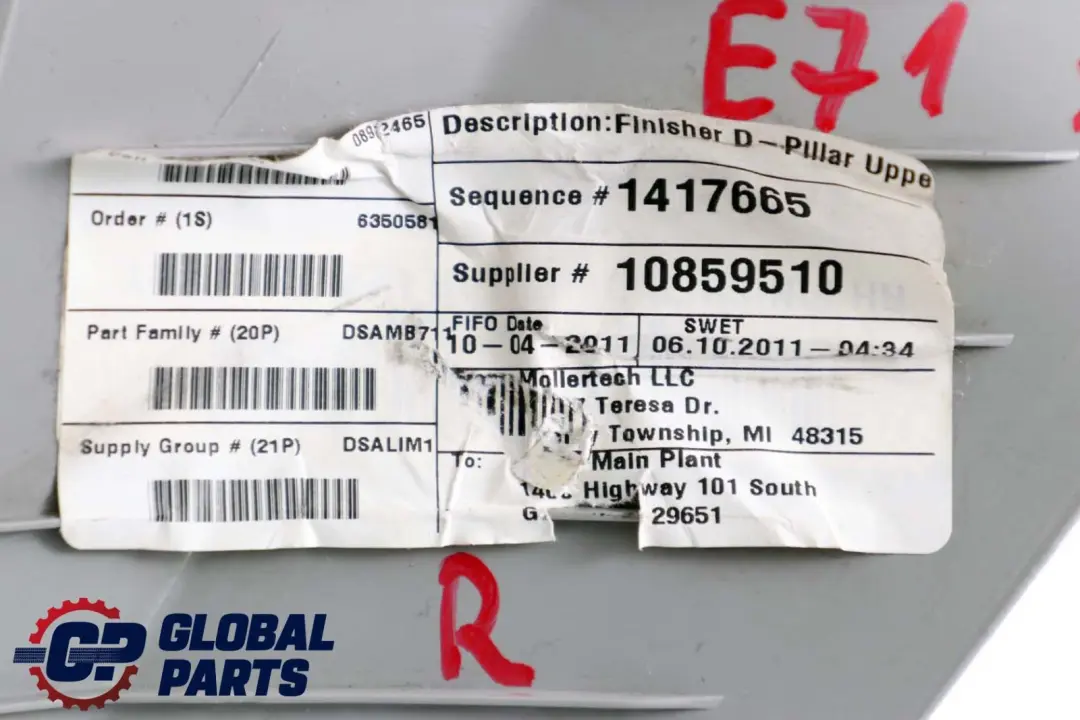 E71
Description:Finisher D-Pillar Uppe
Sequence # 1417665
Order # (1S) 6350581
Supplier # 10859510
Part Family # (20P) DSAMB711
FIFO Date
10-04-2011
SWET
06.10.2011-04:34
Mollertech LLC
Teresa Dr.
Township, MI 48315
Supply Group # (21P) DSALIM1
To:
Main Plant
Highway 101 South
G 29651
R
GP GLOBAL
PARTS